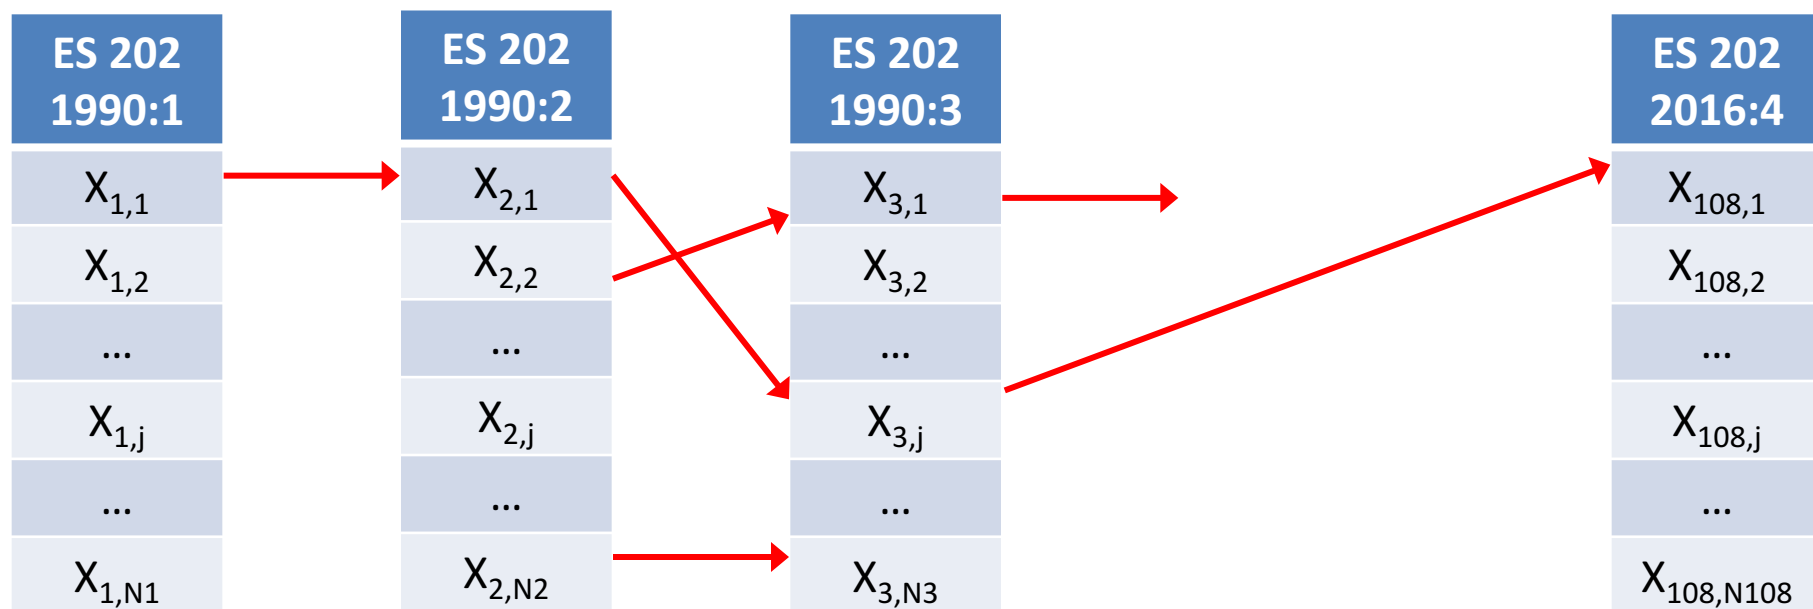 ES 202
1990:1
X1,1
X1,2
...
X1,j
...
X1,N1
ES 202
1990:2
X2,1
X2,2
...
X2,j
...
X2,N2
ES 202
1990:3
X3,1
X3,2
...
X3,j
...
X3,N3
ES 202
2016:4
X108,1
X108,2
...
X108,j
...
X108,N108